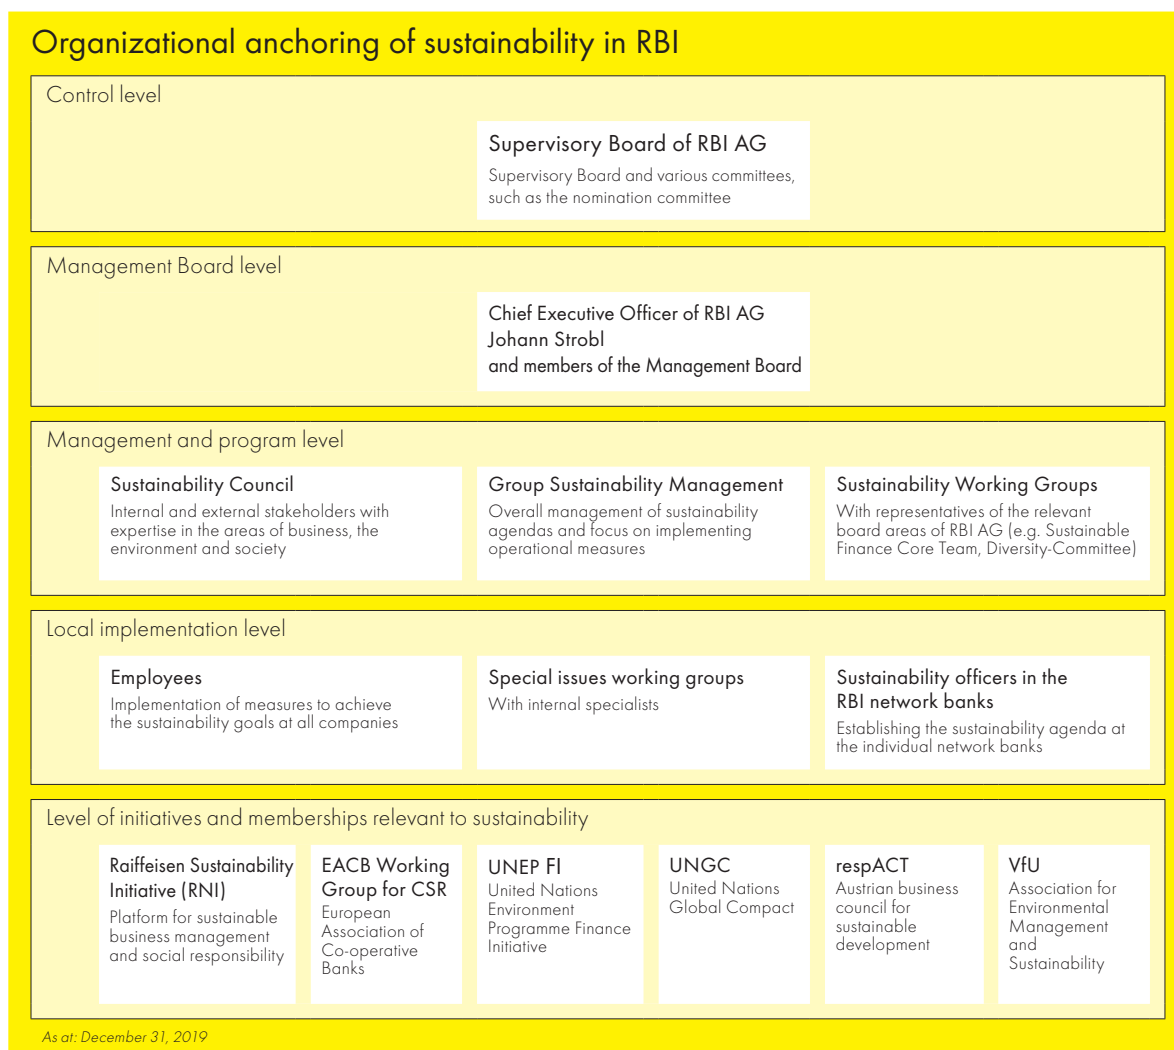 Organizational anchoring of sustainability in RBI
Control level
Supervisory Board of RBI AG
Supervisory Board and various committees,
such as the nomination committee
Management Board level
Chief Executive Officer of RBI AG
Johann Strobl
and members of the Management Board
Management and program level
Sustainability Council
Internal and external stakeholders with
expertise in the areas of business, the
environment and society
Group Sustainability Management
Overall management of sustainability
agendas and focus on implementing
operational measures
Sustainability Working Groups
With representatives of the relevant
board areas of RBI AG (e.g. Sustainable
Finance Core Team, Diversity-Committee)
Local implementation level
Employees
Implementation of measures to achieve
the sustainability goals at all companies
Special issues working groups
With internal specialists
Sustainability officers in the
RBI network banks
Establishing the sustainability agenda at
the individual network banks
Level of initiatives and memberships relevant to sustainability
Raiffeisen Sustainability
Initiative (RNI)
Platform for sustainable
business management
and social responsibility
EACB Working
Group for CSR
European
Association of
Co-operative
Banks
UNEP FI
United Nations
Environment
Programme Finance
Initiative
UNGC
United Nations
Global Compact
respACT
Austrian business
council for
sustainable
development
VfU
Association for
Environmental
Management
and
Sustainability
As at: December 31, 2019